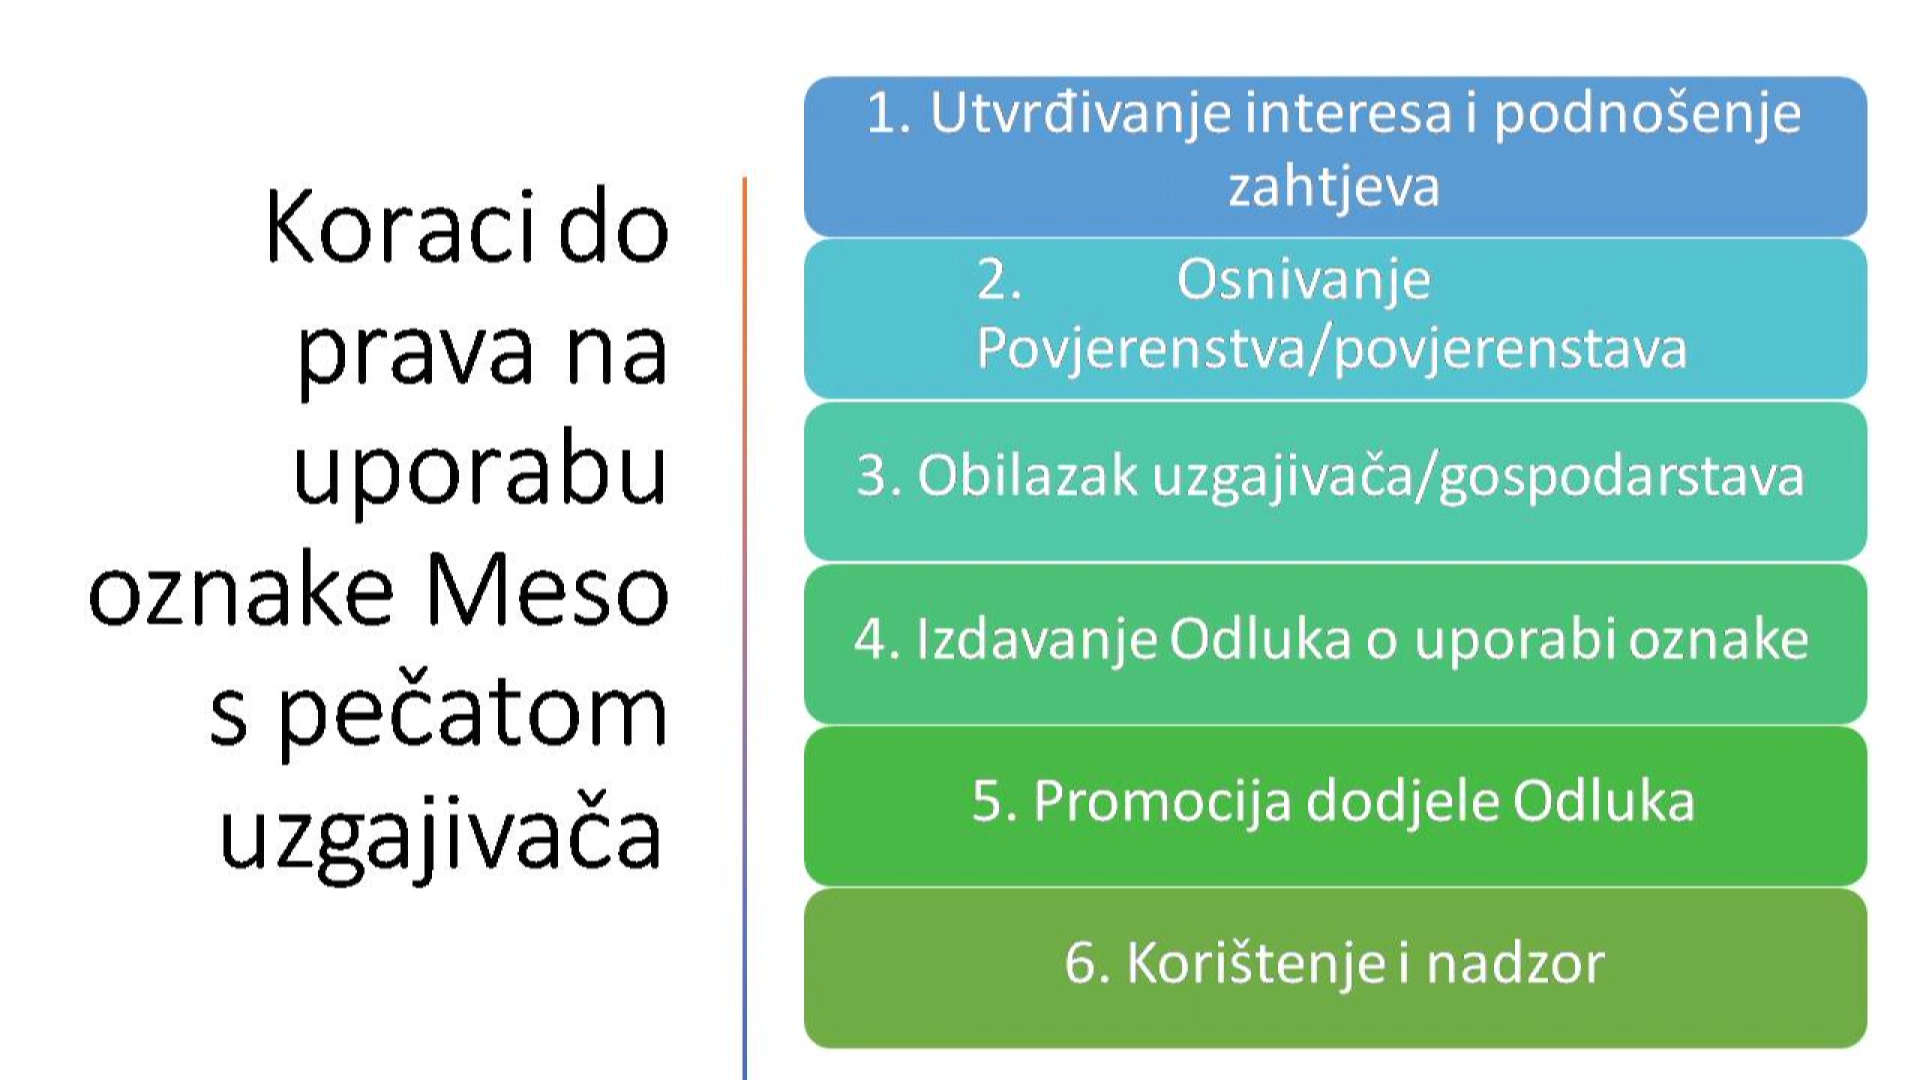 Koraci do
prava na
uporabu
oznake Meso
s pečatom
uzgajivača
1. Utvrđivanje interesa i podnošenje
zahtjeva
2. Osnivanje
Povjerenstva/povjerenstava
3. Obilazak uzgajivača/gospodarstava
4. Izdavanje Odluka o uporabi oznake
5. Promocija dodjele Odluka
6. Korištenje i nadzor